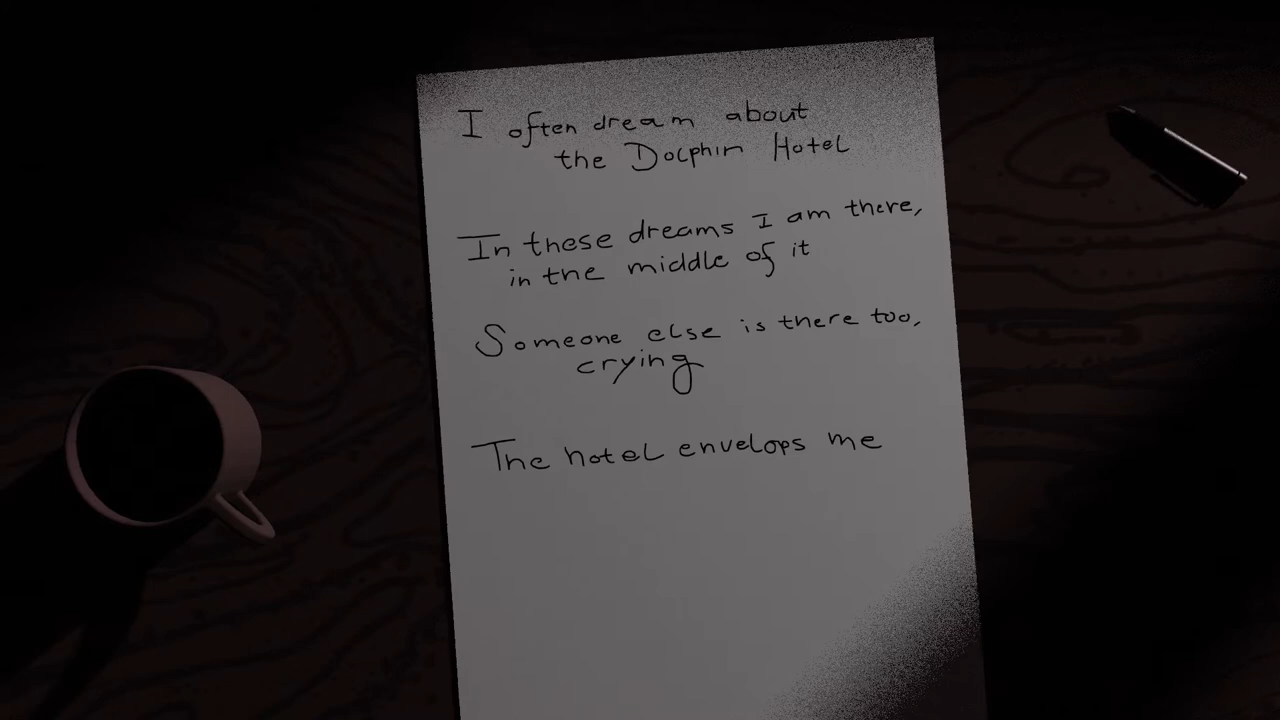 I often dream about
the Dolphin Hotel
In these dreams I am there,
in the middle of it
Someone else is there too,
crying
The hotel envelops me